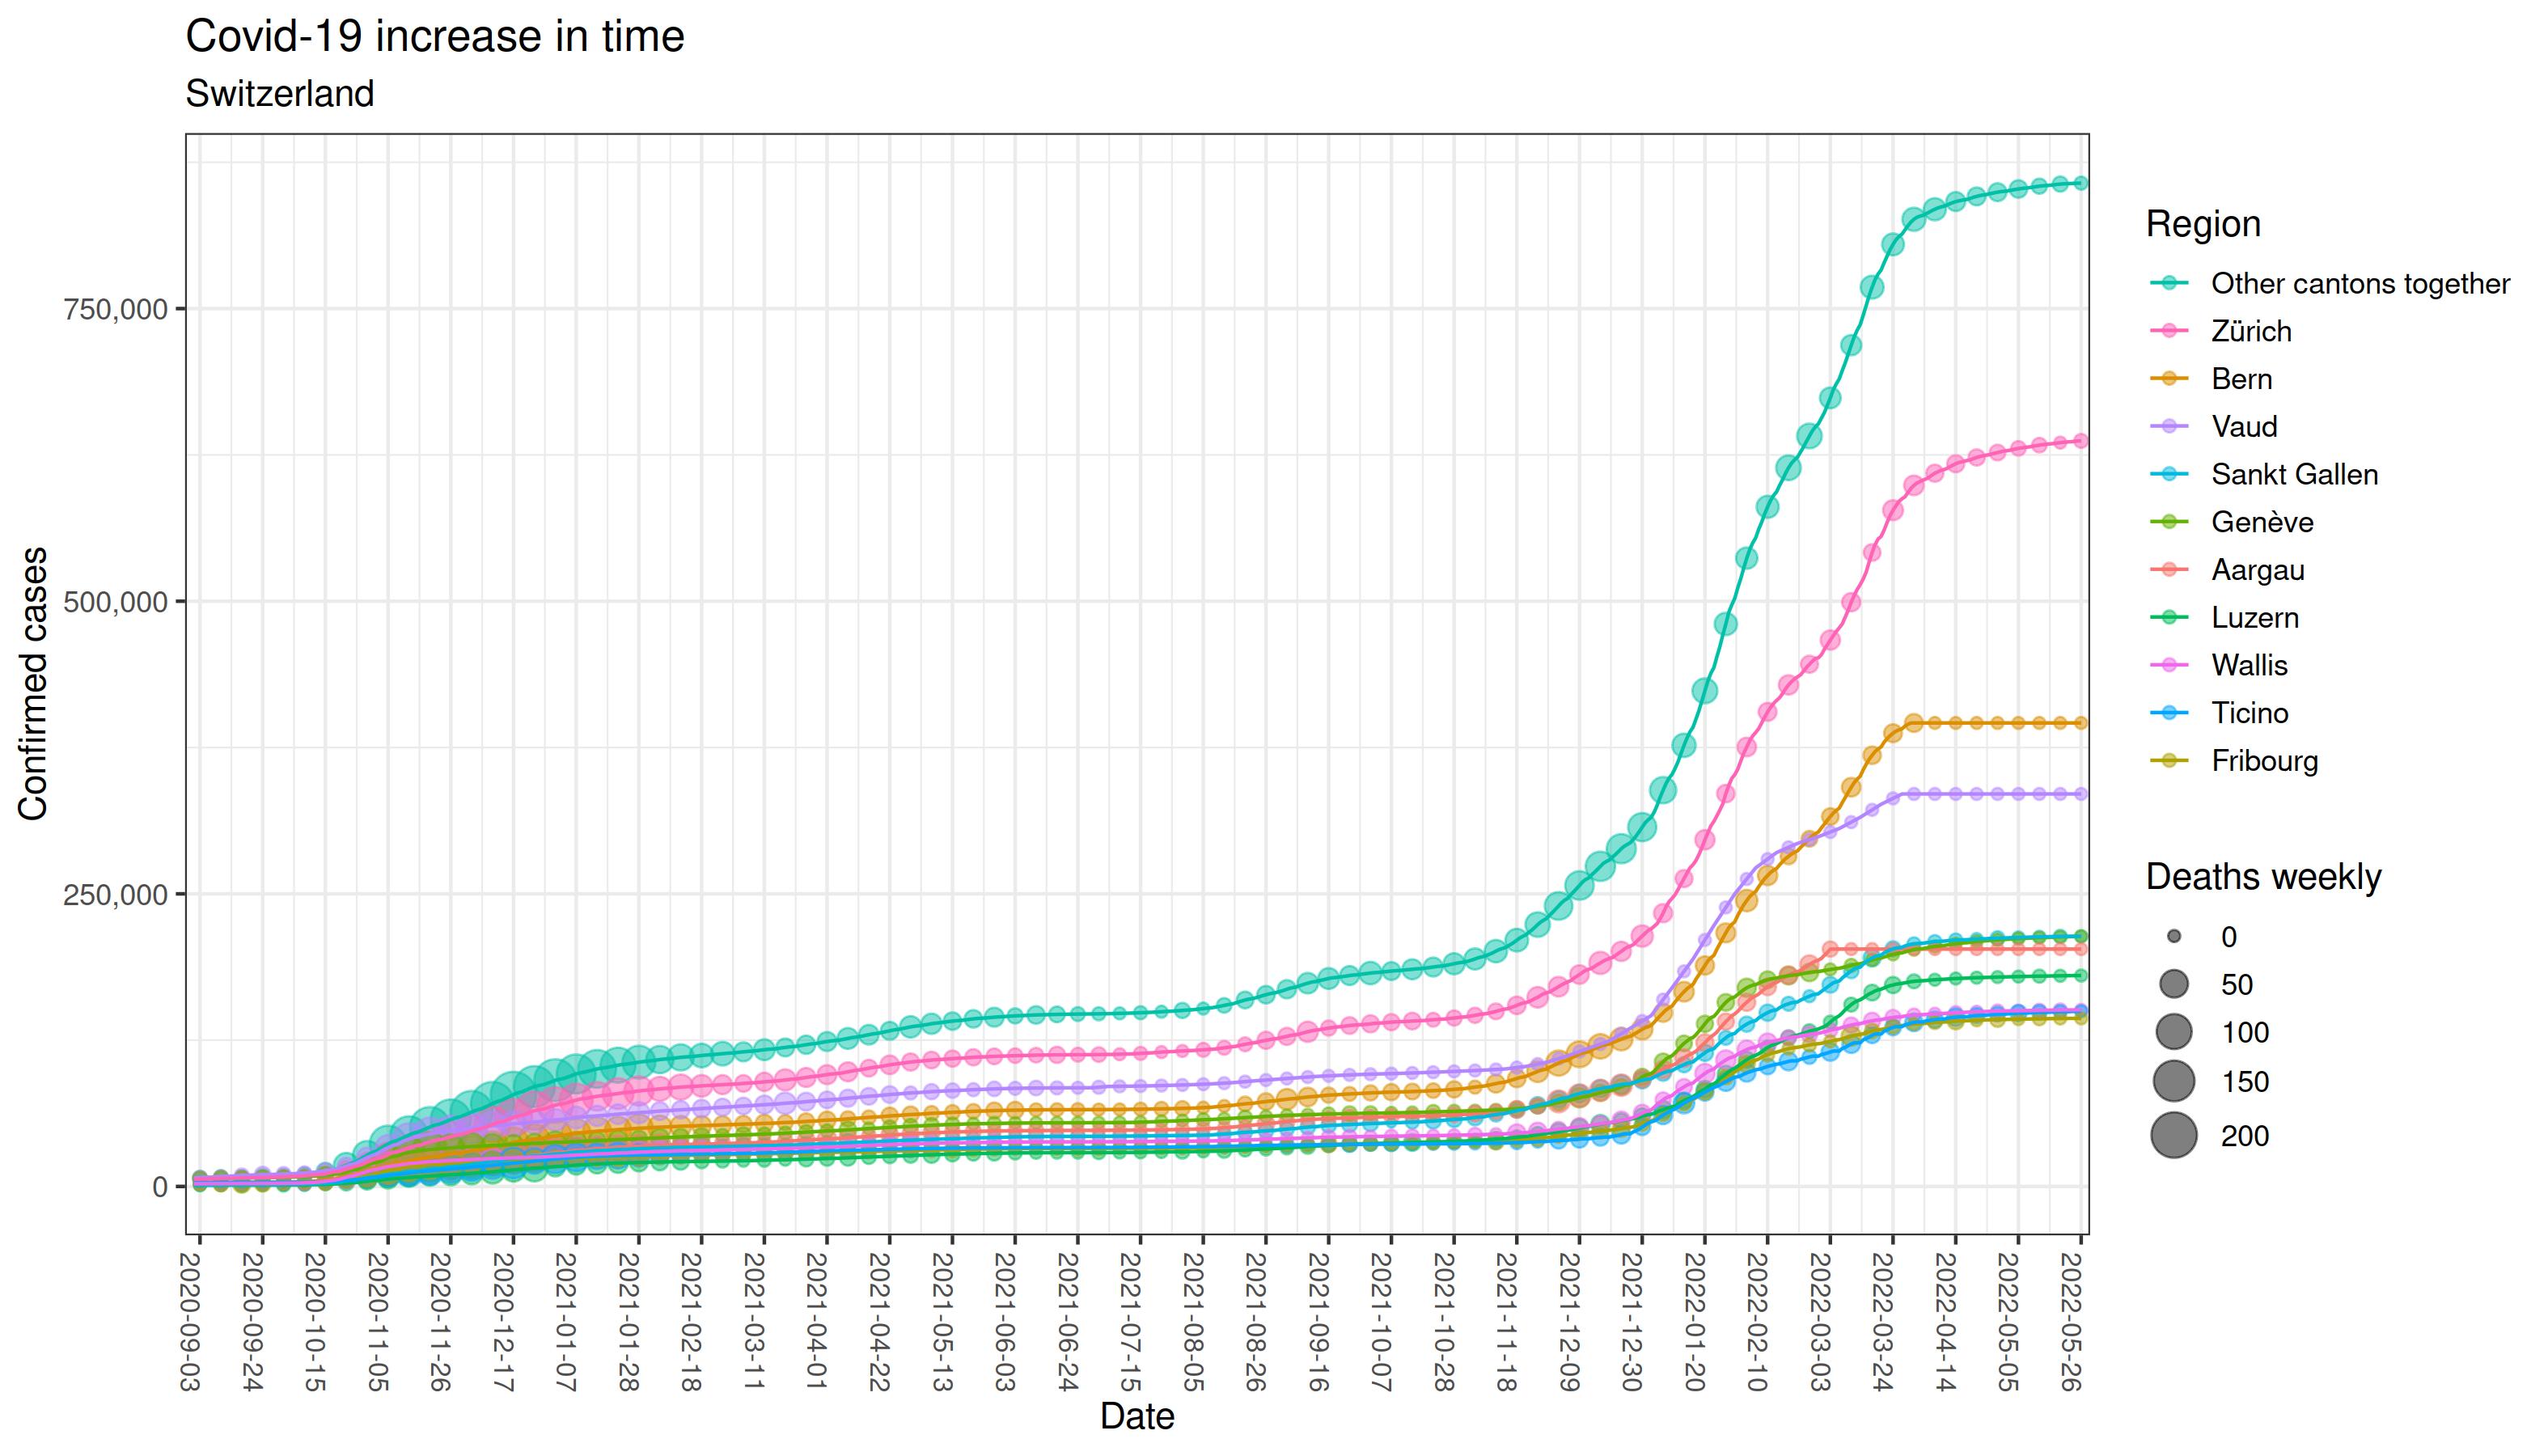 Covid-19 increase in time
Switzerland
Confirmed cases
750,000
500,000
250,000
0
2020-09-03
2020-09-24
2020-10-15
2020-11-05
2020-11-26
2020-12-17
2021-01-07
2021-01-28
2021-02-18
2021-03-11
2021-04-01
2021-04-22
2021-05-13
2021-06-03
2021-06-24
2021-07-15
2021-08-05
2021-08-26
2021-09-16
2021-10-07
2021-10-28
2021-11-18
2021-12-09
2021-12-30
2022-01-20
2022-02-10
2022-03-03
2022-03-24
2022-04-14
2022-05-05
2022-05-26
Date
Region
Other cantons together
Zürich
Bern
Vaud
Sankt Gallen
Genève
Aargau
Luzern
Wallis
Ticino
Fribourg
Deaths weekly
0
50
100
150
200